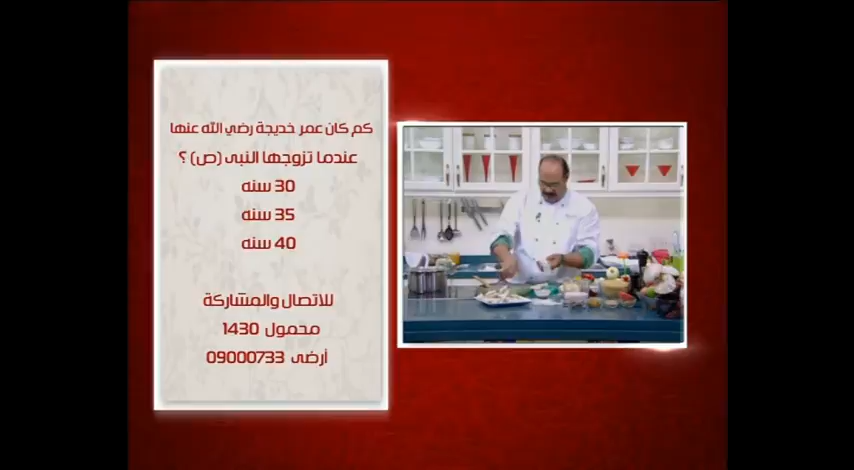 كم كان عمر خديجة رضي الله عنها
عندما تزوجها النبى (ص) ؟
30 سنه
35 سنه
40 سنه
للاتصال والمشاركة
محمول 1430
أرضى 09000733